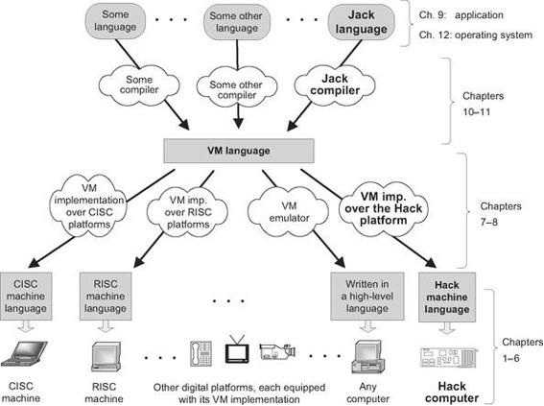 Some
language
. . .
Some other
language
. . .
Jack
language
Ch. 9: application
Ch. 12: operating system
Some
compiler
Some other
compiler
Jack
compiler
Chapters
10–11
VM language
VM
implementation
over CISC
platforms
VM imp.
over RISC
platforms
VM
emulator
VM imp.
over the Hack
platform
Chapters
7–8
CISC
machine
language
RISC
machine
language
. . .
Written in
a high-level
language
Hack
machine
language
. . .
. . .
Chapters
1–6
CISC
machine
RISC
machine
Other digital platforms, each equipped
with its VM implementation
Any
computer
Hack
computer